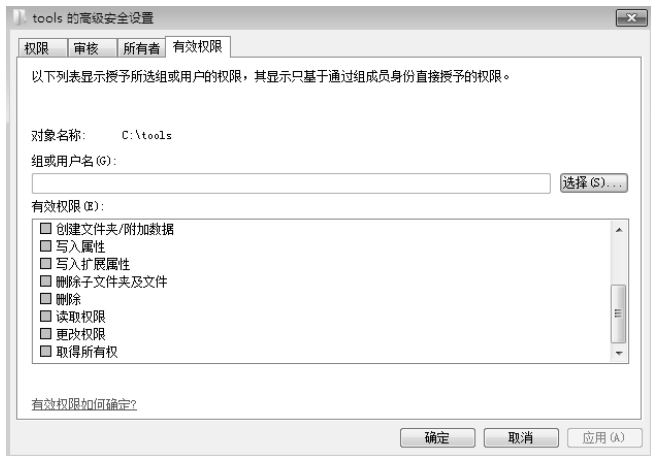 tools 的高级安全设置
权限 审核 所有者 有效权限
以下列表显示授予所选组或用户的权限，其显示只基于通过组成员身份直接授予的权限。
对象名称: C:\tools
组或用户名(G):
选择(S)...
有效权限(E):
创建文件夹/附加数据
写入属性
写入扩展属性
删除子文件夹及文件
删除
读取权限
更改权限
取得所有权
有效权限如何确定?
确定 取消 应用(A)